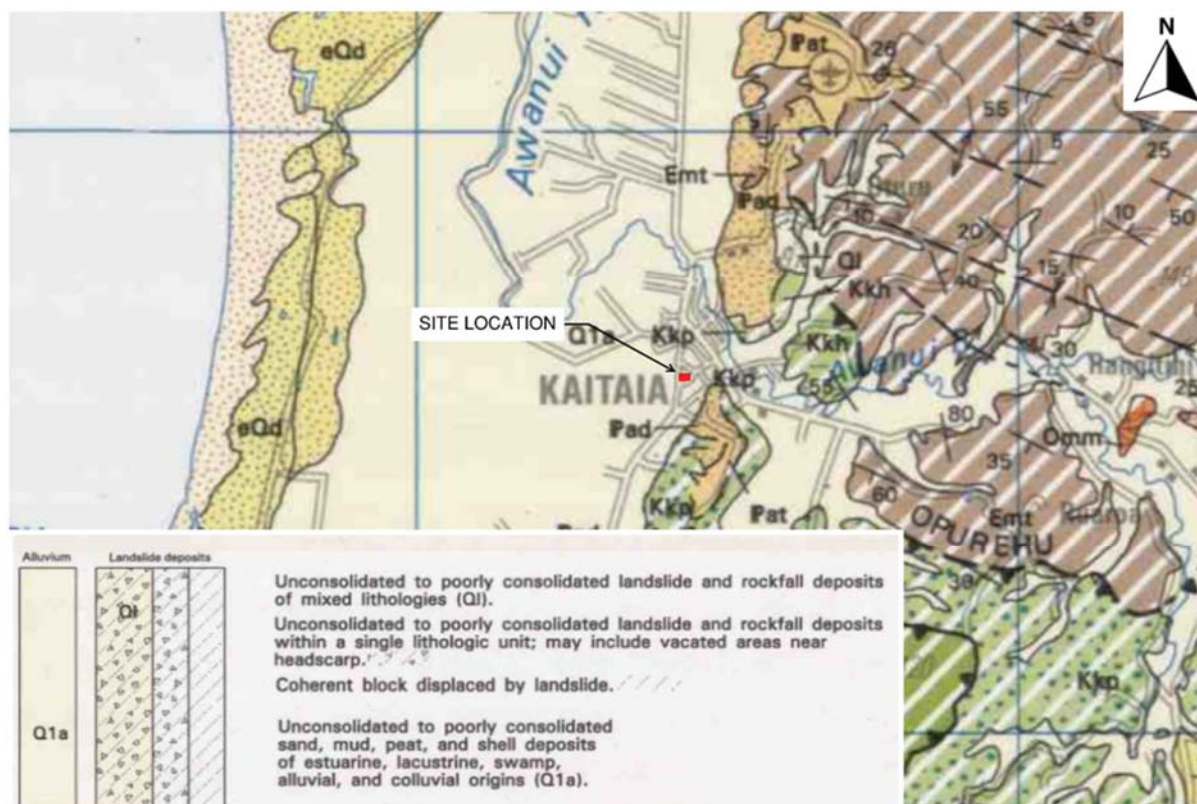 N
eQd
Awanui
Pat
26
5
55
5
25
5
Emt
Pad
Oturu
10
10
50
20
Ql
Kkh
40
15
SITE LOCATION
Q1a
Kkp
Kkh
Awanui R
30
KAITAIA
Kkp
55
eQd
Pad
80
Omm
25
35
Kkp
Pat
60
Emt
OPUREHU
30
Kkp
Alluvium
Landslide deposits
Ql
Q1a
Unconsolidated to poorly consolidated landslide and rockfall deposits
of mixed lithologies (Ql).
Unconsolidated to poorly consolidated landslide and rockfall deposits
within a single lithologic unit; may include vacated areas near
headscarp.
Coherent block displaced by landslide.
Unconsolidated to poorly consolidated
sand, mud, peat, and shell deposits
of estuarine, lacustrine, swamp,
alluvial, and colluvial origins (Q1a).